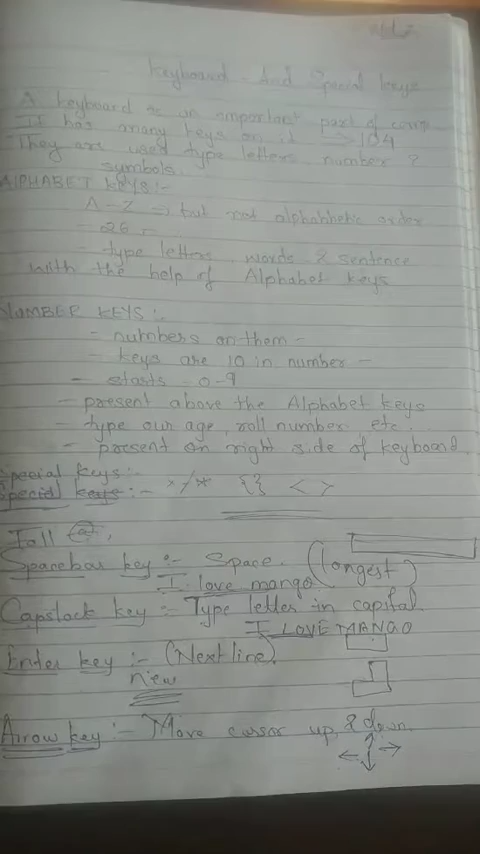 Keyboard And Special Keys
A keyboard is an important part of com
It has many keys on it → 104
They are used type letters number &
symbols.
ALPHABET KEYS :-
A-Z → but not alphahhetic order
- 26
- type letters, words & sentence
with the help of Alphabet keys
NUMBER KEYS :-
- numbers on them -
- keys are 10 in number -
- starts 0-9
- present above the Alphabet keys
- type our age, roll number etc.
- present on right side of keyboard.
Special keys :-
Special keys :- */* {} < >
Spacebar key :- Space. (longest)
I love mango
Capslock key :- Type letter in capital
I LOVE MANGO
Enter key :- (Next line).
new
Arrow key :- Move cursor up & down.